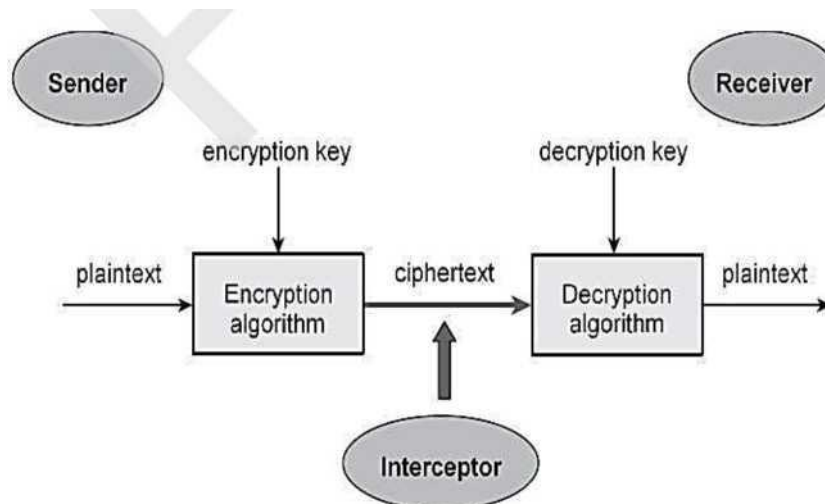 Sender
Receiver
encryption key
decryption key
plaintext
Encryption
algorithm
ciphertext
Decryption
algorithm
plaintext
Interceptor